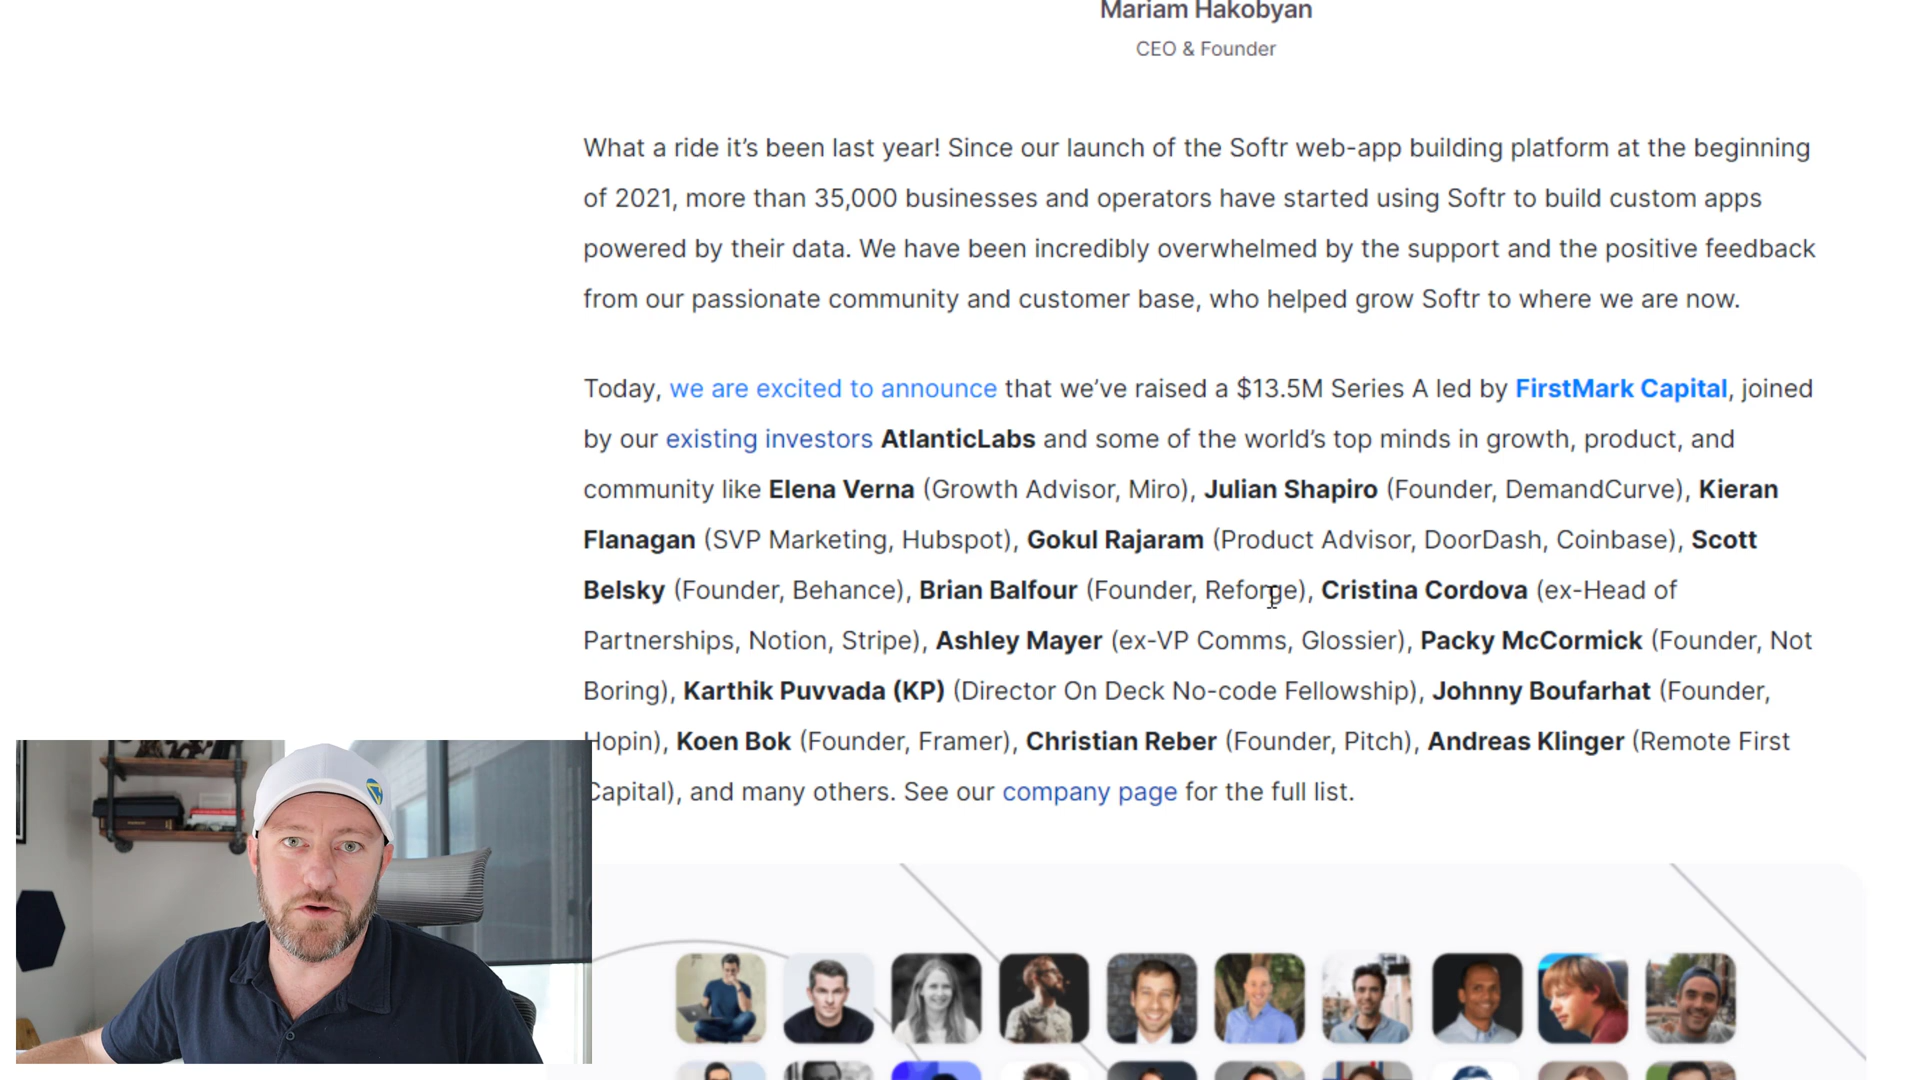 Mariam Hakobyan
CEO & Founder
What a ride it’s been last year! Since our launch of the Softr web-app building platform at the beginning
of 2021, more than 35,000 businesses and operators have started using Softr to build custom apps
powered by their data. We have been incredibly overwhelmed by the support and the positive feedback
from our passionate community and customer base, who helped grow Softr to where we are now.
Today, we are excited to announce that we’ve raised a $13.5M Series A led by FirstMark Capital, joined
by our existing investors AtlanticLabs and some of the world’s top minds in growth, product, and
community like Elena Verna (Growth Advisor, Miro), Julian Shapiro (Founder, DemandCurve), Kieran
Flanagan (SVP Marketing, Hubspot), Gokul Rajaram (Product Advisor, DoorDash, Coinbase), Scott
Belsky (Founder, Behance), Brian Balfour (Founder, Reforge), Cristina Cordova (ex-Head of
Partnerships, Notion, Stripe), Ashley Mayer (ex-VP Comms, Glossier), Packy McCormick (Founder, Not
Boring), Karthik Puvvada (KP) (Director On Deck No-code Fellowship), Johnny Boufarhat (Founder,
Hopin), Koen Bok (Founder, Framer), Christian Reber (Founder, Pitch), Andreas Klinger (Remote First
Capital), and many others. See our company page for the full list.